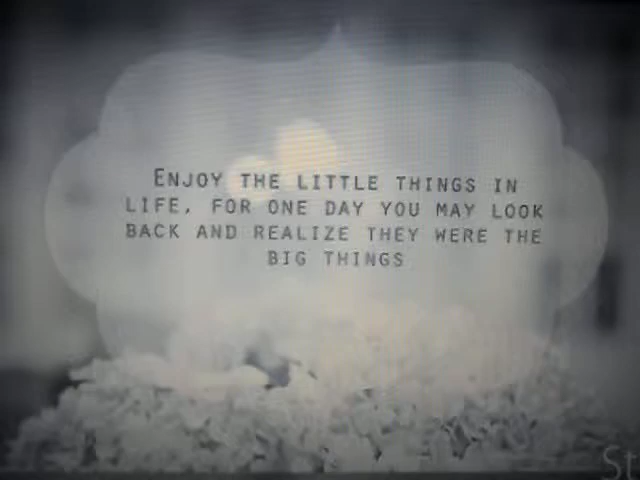 ENJOY THE LITTLE THINGS IN
LIFE, FOR ONE DAY YOU MAY LOOK
BACK AND REALIZE THEY WERE THE
BIG THINGS
St